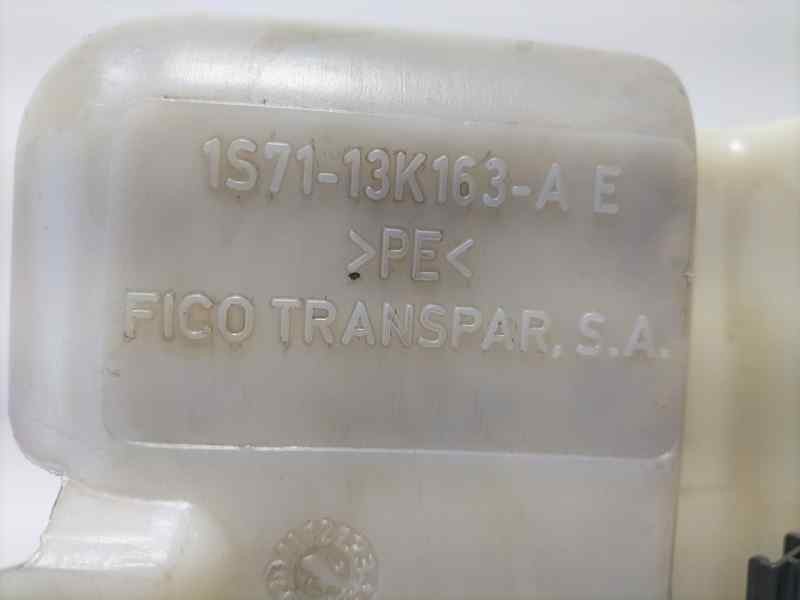 1S71-13K163-A E
>PE<
FICO TRANSPAR, S.A.